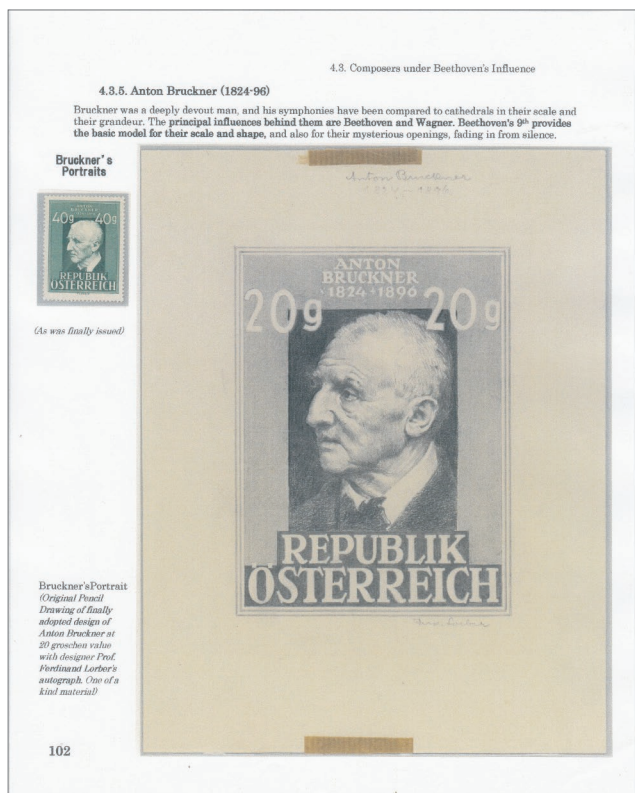 4.3. Composers under Beethoven's Influence
4.3.5. Anton Bruckner (1824-96)
Bruckner was a deeply devout man, and his symphonies have been compared to cathedrals in their scale and
their grandeur. The principal influences behind them are Beethoven and Wagner. Beethoven's 9th provides
the basic model for their scale and shape, and also for their mysterious openings, fading in from silence.
Bruckner's
Portraits
40g 40g
REPUBLIK
ÖSTERREICH
(As was finally issued)
Anton Bruckner
ANTON
BRUCKNER
1824 + 1896
20g 20g
REPUBLIK
ÖSTERREICH
Bruckner'sPortrait
(Original Pencil
Drawing of finally
adopted design of
Anton Bruckner at
20 groschen value
with designer Prof.
Ferdinand Lorber's
autograph. One of a
kind material)
102